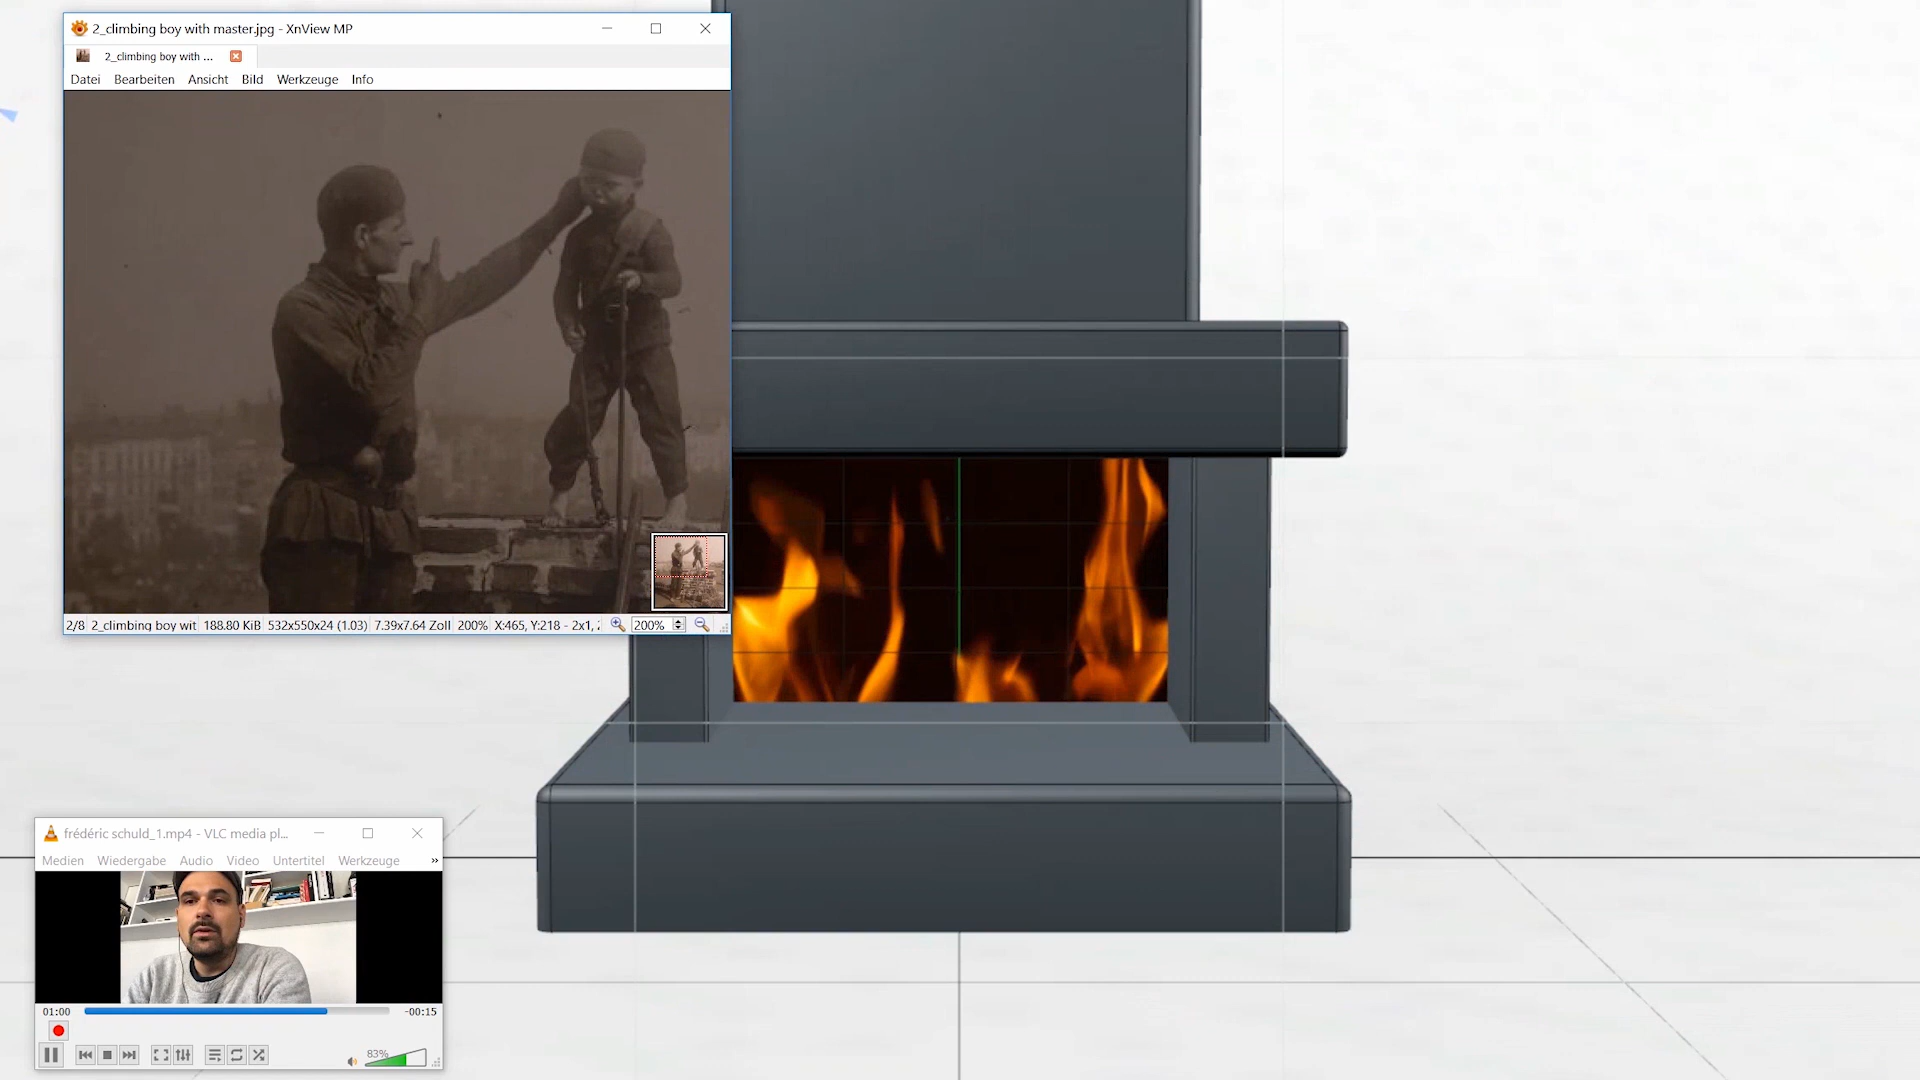 2_climbing boy with master.jpg - XnView MP
2_climbing boy with ...
Datei Bearbeiten Ansicht Bild Werkzeuge Info
2/8 2_climbing boy wit 188.80 KiB 532x550x24 (1.03) 7.39x7.64 Zoll 200% X:465, Y:218 - 2x1, 200%
frédéric schuld_1.mp4 - VLC media pl...
Medien Wiedergabe Audio Video Untertitel Werkzeuge »
01:00 -00:15
83%